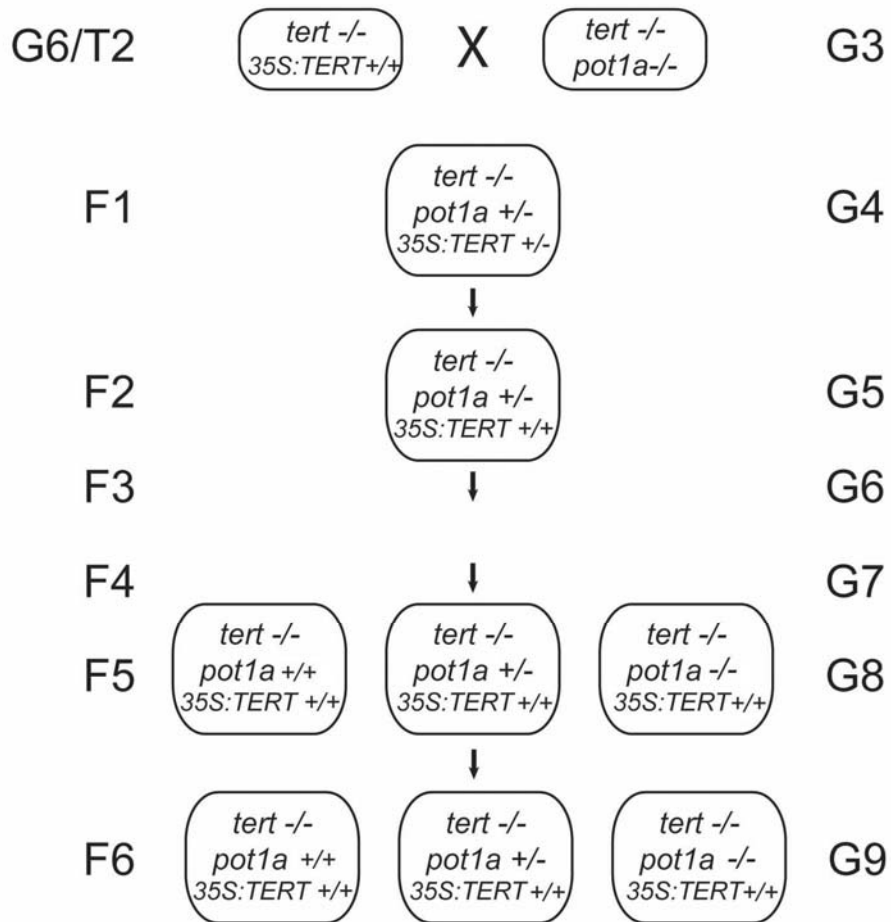 G6/T2 tert -/- X tert -/- G3
35S:TERT+/+ pot1a-/-
tert -/-
F1 pot1a +/- G4
35S:TERT +/-
tert -/-
F2 pot1a +/- G5
35S:TERT +/+
F3 G6
F4 G7
tert -/- tert -/- tert -/-
F5 pot1a +/+ pot1a +/- pot1a -/- G8
35S:TERT +/+ 35S:TERT +/+ 35S:TERT+/+
tert -/- tert -/- tert -/-
F6 pot1a +/+ pot1a +/- pot1a -/- G9
35S:TERT +/+ 35S:TERT +/+ 35S:TERT+/+